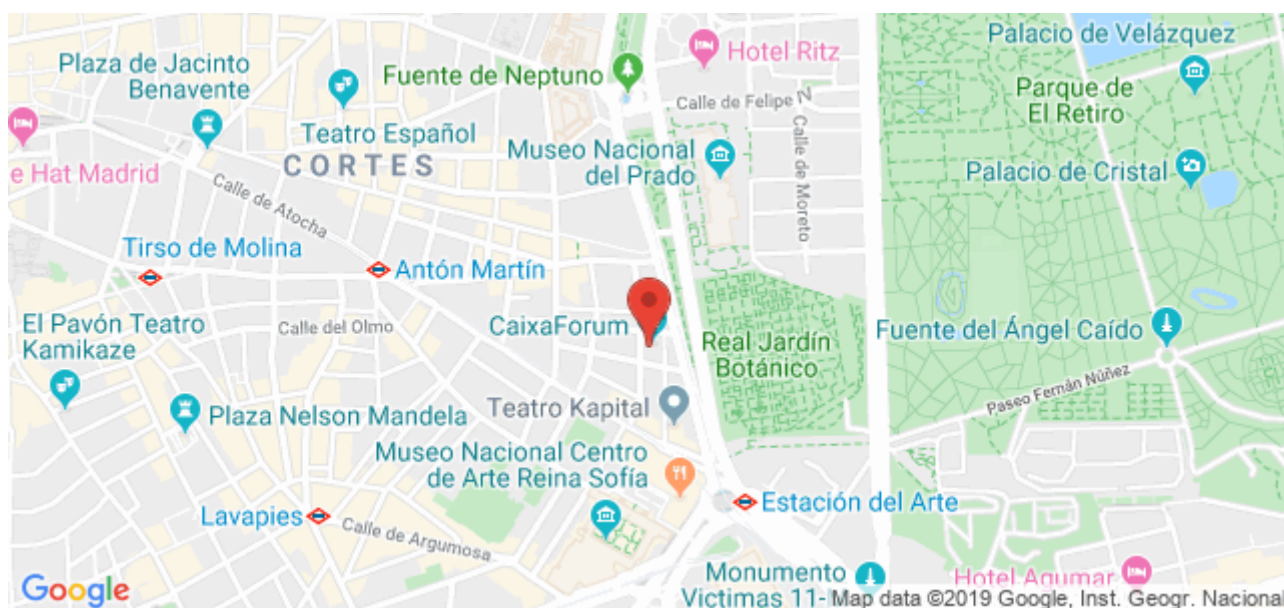 Palacio de Velázquez
Hotel Ritz
Plaza de Jacinto
Benavente
Fuente de Neptuno
Parque de
El Retiro
Calle de Felipe
Teatro Español
Museo Nacional
del Prado
Calle de Moreto
CORTES
e Hat Madrid
Palacio de Cristal
Calle de Atocha
Tirso de Molina
Antón Martín
El Pavón Teatro
Kamikaze
Calle del Olmo
CaixaForum
Real Jardín
Botánico
Fuente del Ángel Caído
Paseo Fernán Núñez
Teatro Kapital
Plaza Nelson Mandela
Museo Nacional Centro
de Arte Reina Sofía
Estación del Arte
Lavapies
Calle de Argumosa
Monumento
Victimas 11-
Hotel Agumar
Google
Map data ©2019 Google, Inst. Geogr. Naciona